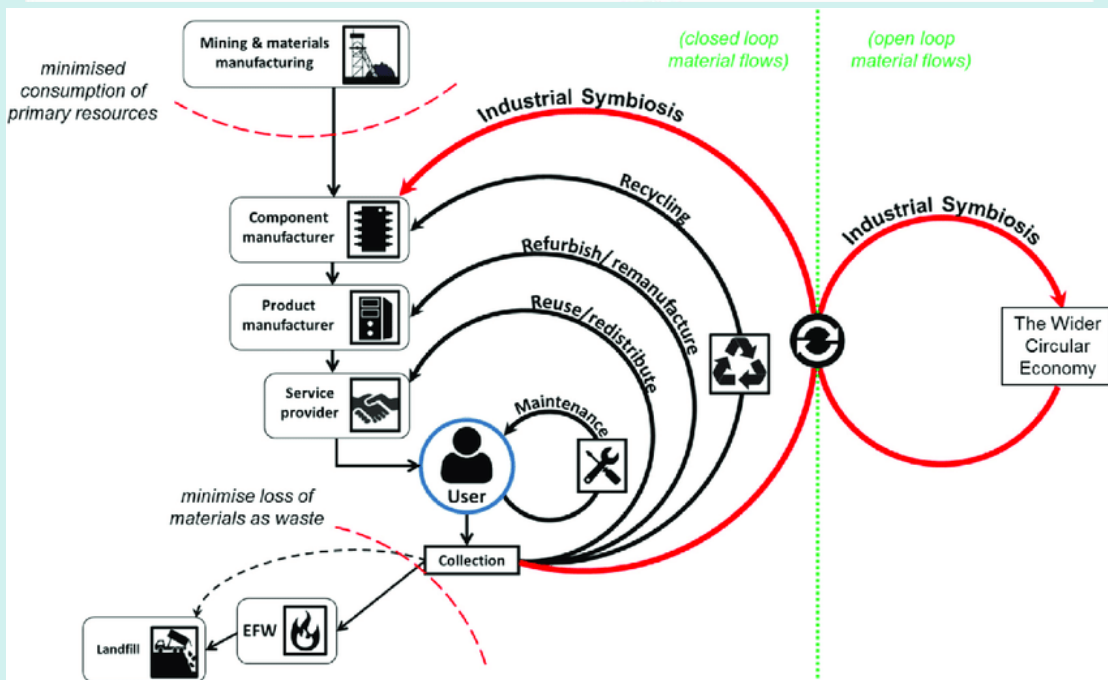 Mining & materials
manufacturing
minimised
consumption of
primary resources
(closed loop
material flows)
(open loop
material flows)
Industrial Symbiosis
Recycling
Industrial Symbiosis
Component
manufacturer
Refurbish/remanufacture
Product
manufacturer
Reuse/redistribute
The Wider
Circular
Economy
Service
provider
Maintenance
User
minimise loss of
materials as waste
Collection
EFW
Landfill